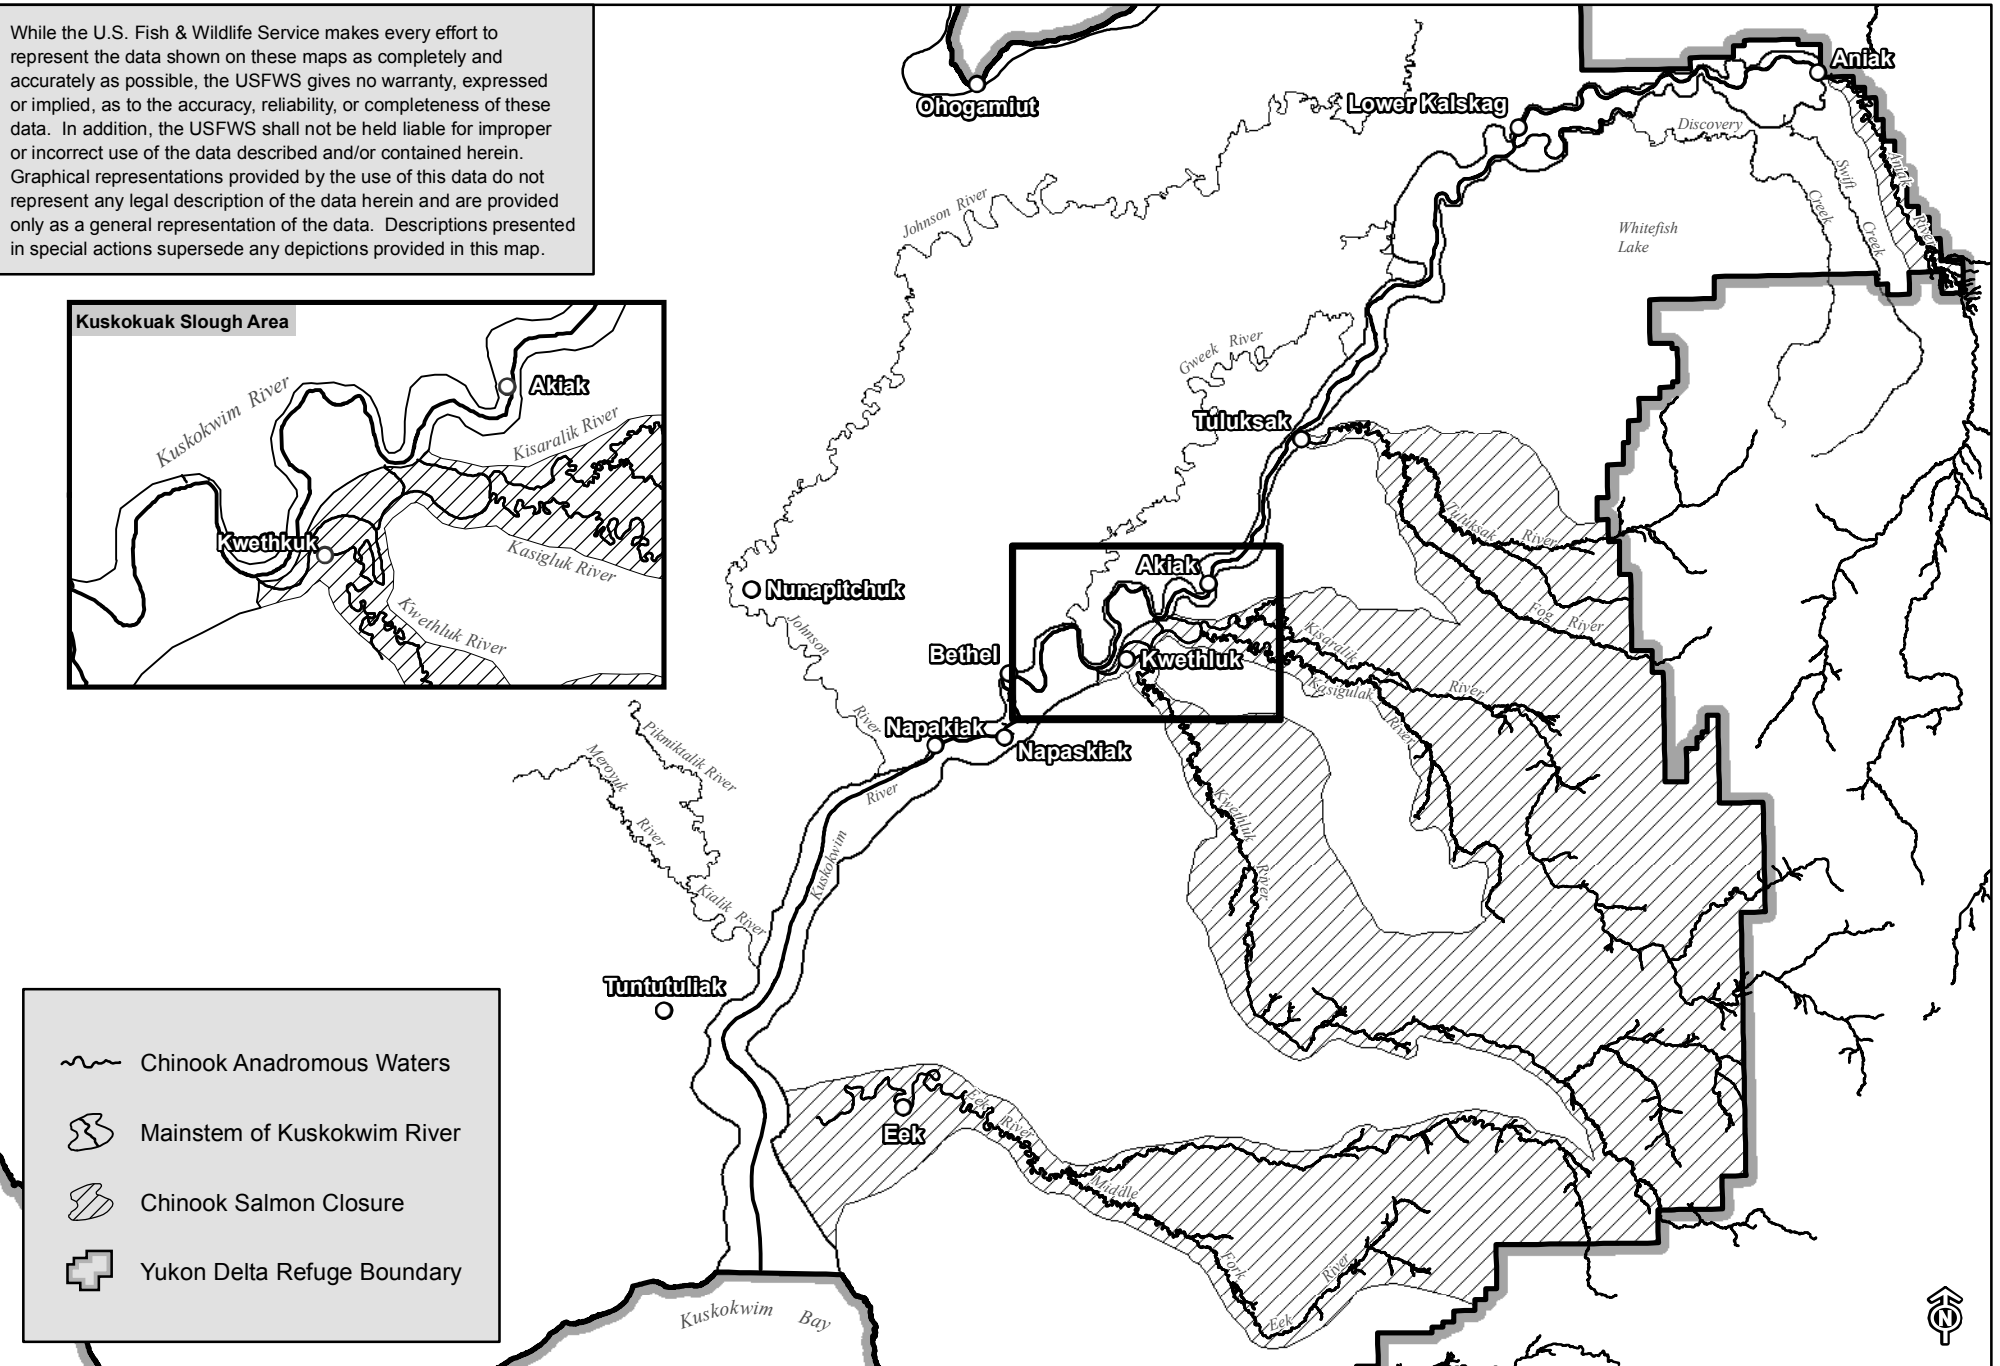 While the U.S. Fish & Wildlife Service makes every effort to
represent the data shown on these maps as completely and
accurately as possible, the USFWS gives no warranty, expressed
or implied, as to the accuracy, reliability, or completeness of these
data. In addition, the USFWS shall not be held liable for improper
or incorrect use of the data described and/or contained herein.
Graphical representations provided by the use of this data do not
represent any legal description of the data herein and are provided
only as a general representation of the data. Descriptions presented
in special actions supersede any depictions provided in this map.
Ohogamiut
Lower Kalskag
Aniak
Discovery
Creek
Swift
Creek
Aniak
River
Whitefish
Lake
Johnson River
Gweek River
Kuskokuak Slough Area
Kuskokwim River
Akiak
Kisaralik River
Kwethkuk
Kasigluk River
Kwethluk River
Tuluksak
Tuluksak
River
Fog
River
Akiak
Nunapitchuk
Johnson
River
Bethel
Kwethluk
Kisaralik
River
Kasigulak
River
Napakiak
Napaskiak
Pikmiktalik River
Meroyuk
River
Kialik River
River
Kuskokwim
Kwethluk
River
Tuntutuliak
Eek
River
Eek
Middle
Fork
Eek
River
Kuskokwim Bay
Chinook Anadromous Waters
Mainstem of Kuskokwim River
Chinook Salmon Closure
Yukon Delta Refuge Boundary
N